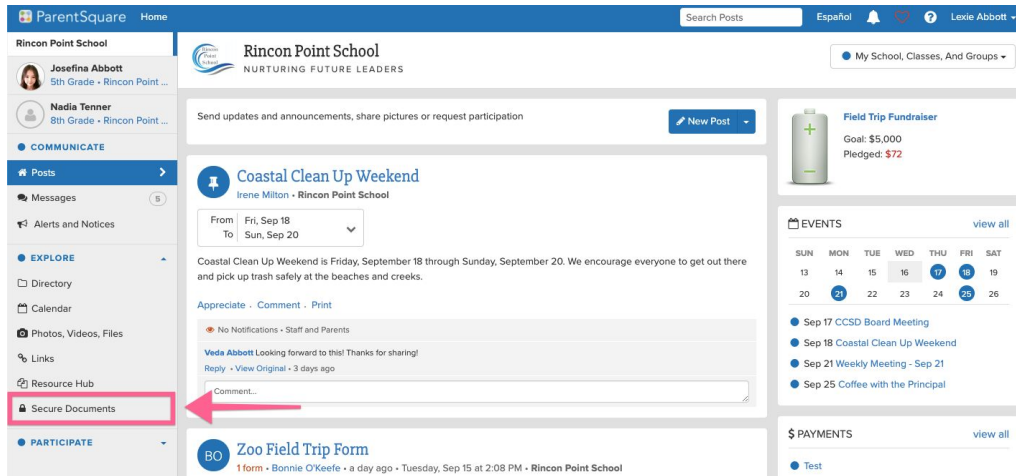 ParentSquare Home Search Posts Español ? Lexie Abbott
Rincon Point School
Josefina Abbott
5th Grade • Rincon Point ...
Nadia Tenner
8th Grade • Rincon Point ...
COMMUNICATE
Posts
Messages 5
Alerts and Notices
EXPLORE
Directory
Calendar
Photos, Videos, Files
Links
Resource Hub
Secure Documents
PARTICIPATE
Rincon
Point
School
Rincon Point School
NURTURING FUTURE LEADERS
My School, Classes, And Groups
Send updates and announcements, share pictures or request participation
New Post
Coastal Clean Up Weekend
Irene Milton • Rincon Point School
From Fri, Sep 18
To Sun, Sep 20
Coastal Clean Up Weekend is Friday, September 18 through Sunday, September 20. We encourage everyone to get out there
and pick up trash safely at the beaches and creeks.
Appreciate . Comment . Print
No Notifications • Staff and Parents
Veda Abbott Looking forward to this! Thanks for sharing!
Reply • View Original • 3 days ago
Comment...
BO
Zoo Field Trip Form
1 form • Bonnie O'Keefe • a day ago • Tuesday, Sep 15 at 2:08 PM • Rincon Point School
Field Trip Fundraiser
Goal: $5,000
Pledged: $72
EVENTS view all
SUN MON TUE WED THU FRI SAT
13 14 15 16 17 18 19
20 21 22 23 24 25 26
Sep 17 CCSD Board Meeting
Sep 18 Coastal Clean Up Weekend
Sep 21 Weekly Meeting - Sep 21
Sep 25 Coffee with the Principal
$ PAYMENTS view all
Test